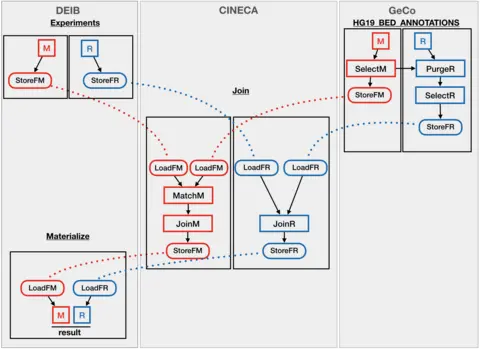 DEIB
Experiments
M
R
StoreFM
StoreFR
Materialize
LoadFM
LoadFR
M
R
result
CINECA
Join
LoadFM
LoadFM
LoadFR
LoadFR
MatchM
JoinM
JoinR
StoreFM
StoreFR
GeCo
HG19_BED_ANNOTATIONS
M
R
SelectM
PurgeR
StoreFM
SelectR
StoreFR